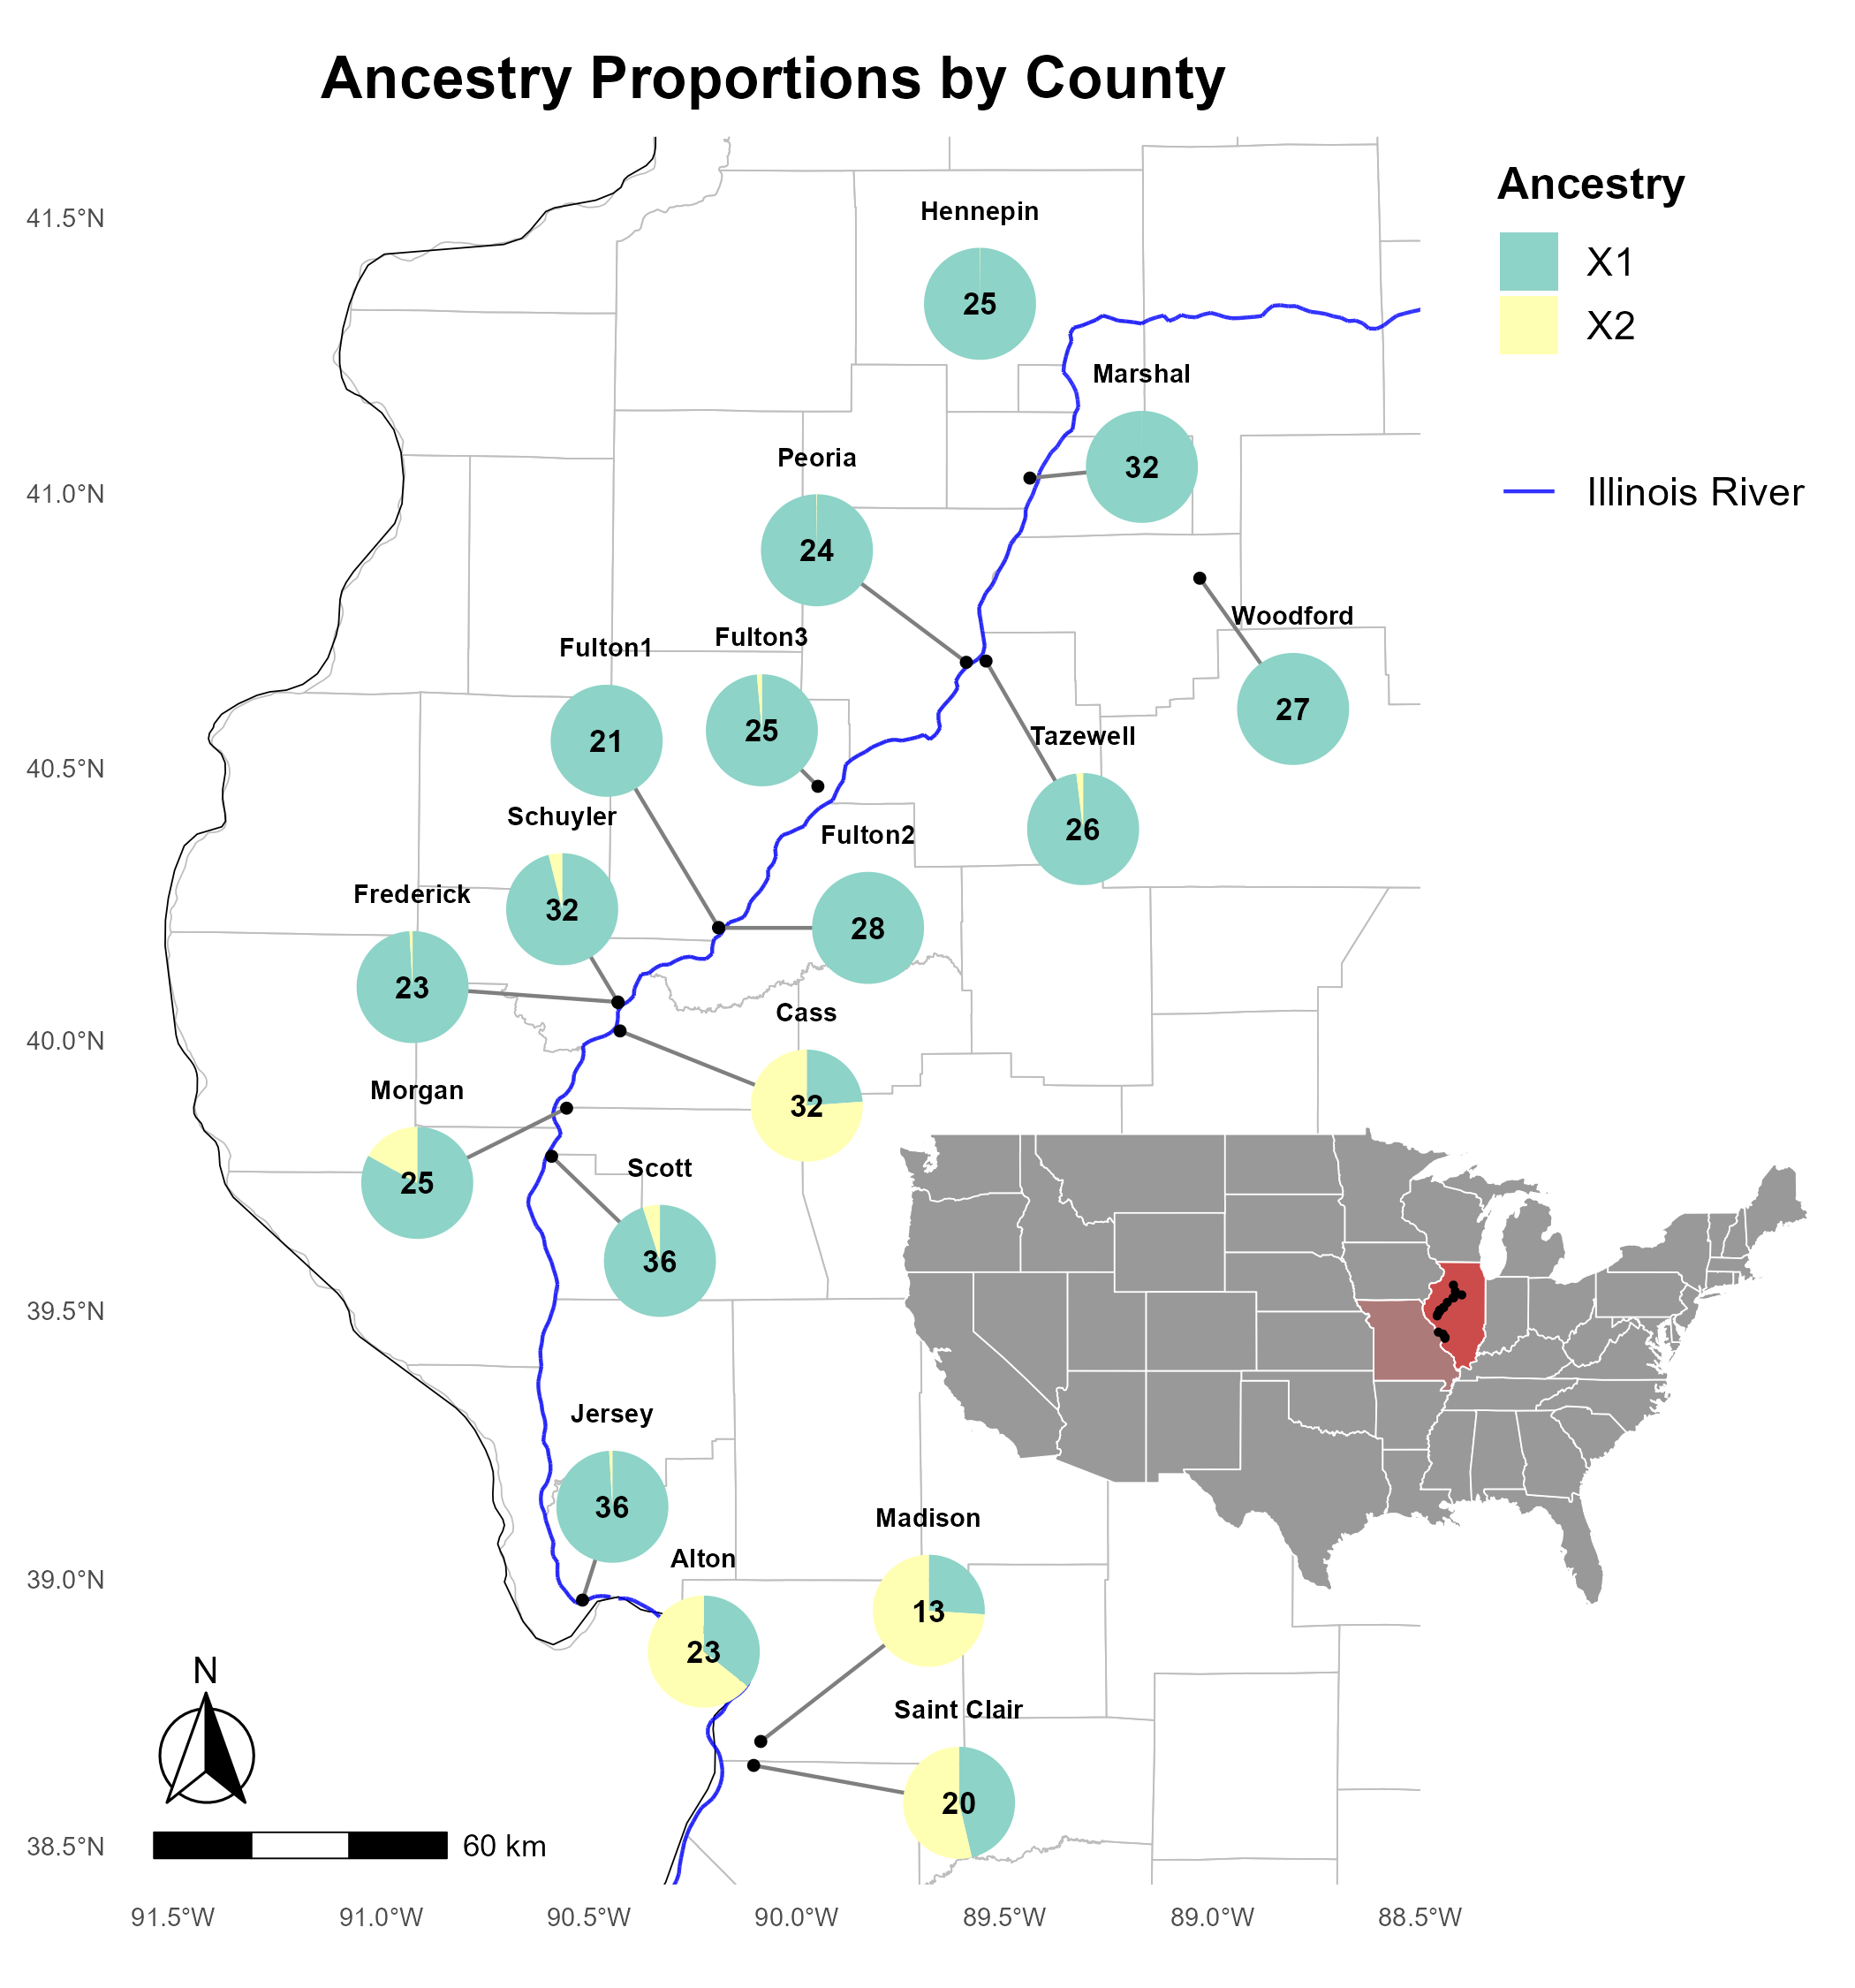 Ancestry Proportions by County
Ancestry
X1
X2
Illinois River
41.5°N
41.0°N
40.5°N
40.0°N
39.5°N
39.0°N
38.5°N
Hennepin
25
Marshal
32
Peoria
24
Woodford
27
Fulton1
21
Fulton3
25
Tazewell
26
Schuyler
32
Fulton2
28
Frederick
23
Cass
32
Morgan
25
Scott
36
Jersey
36
Madison
13
Alton
23
Saint Clair
20
N
60 km
91.5°W
91.0°W
90.5°W
90.0°W
89.5°W
89.0°W
88.5°W